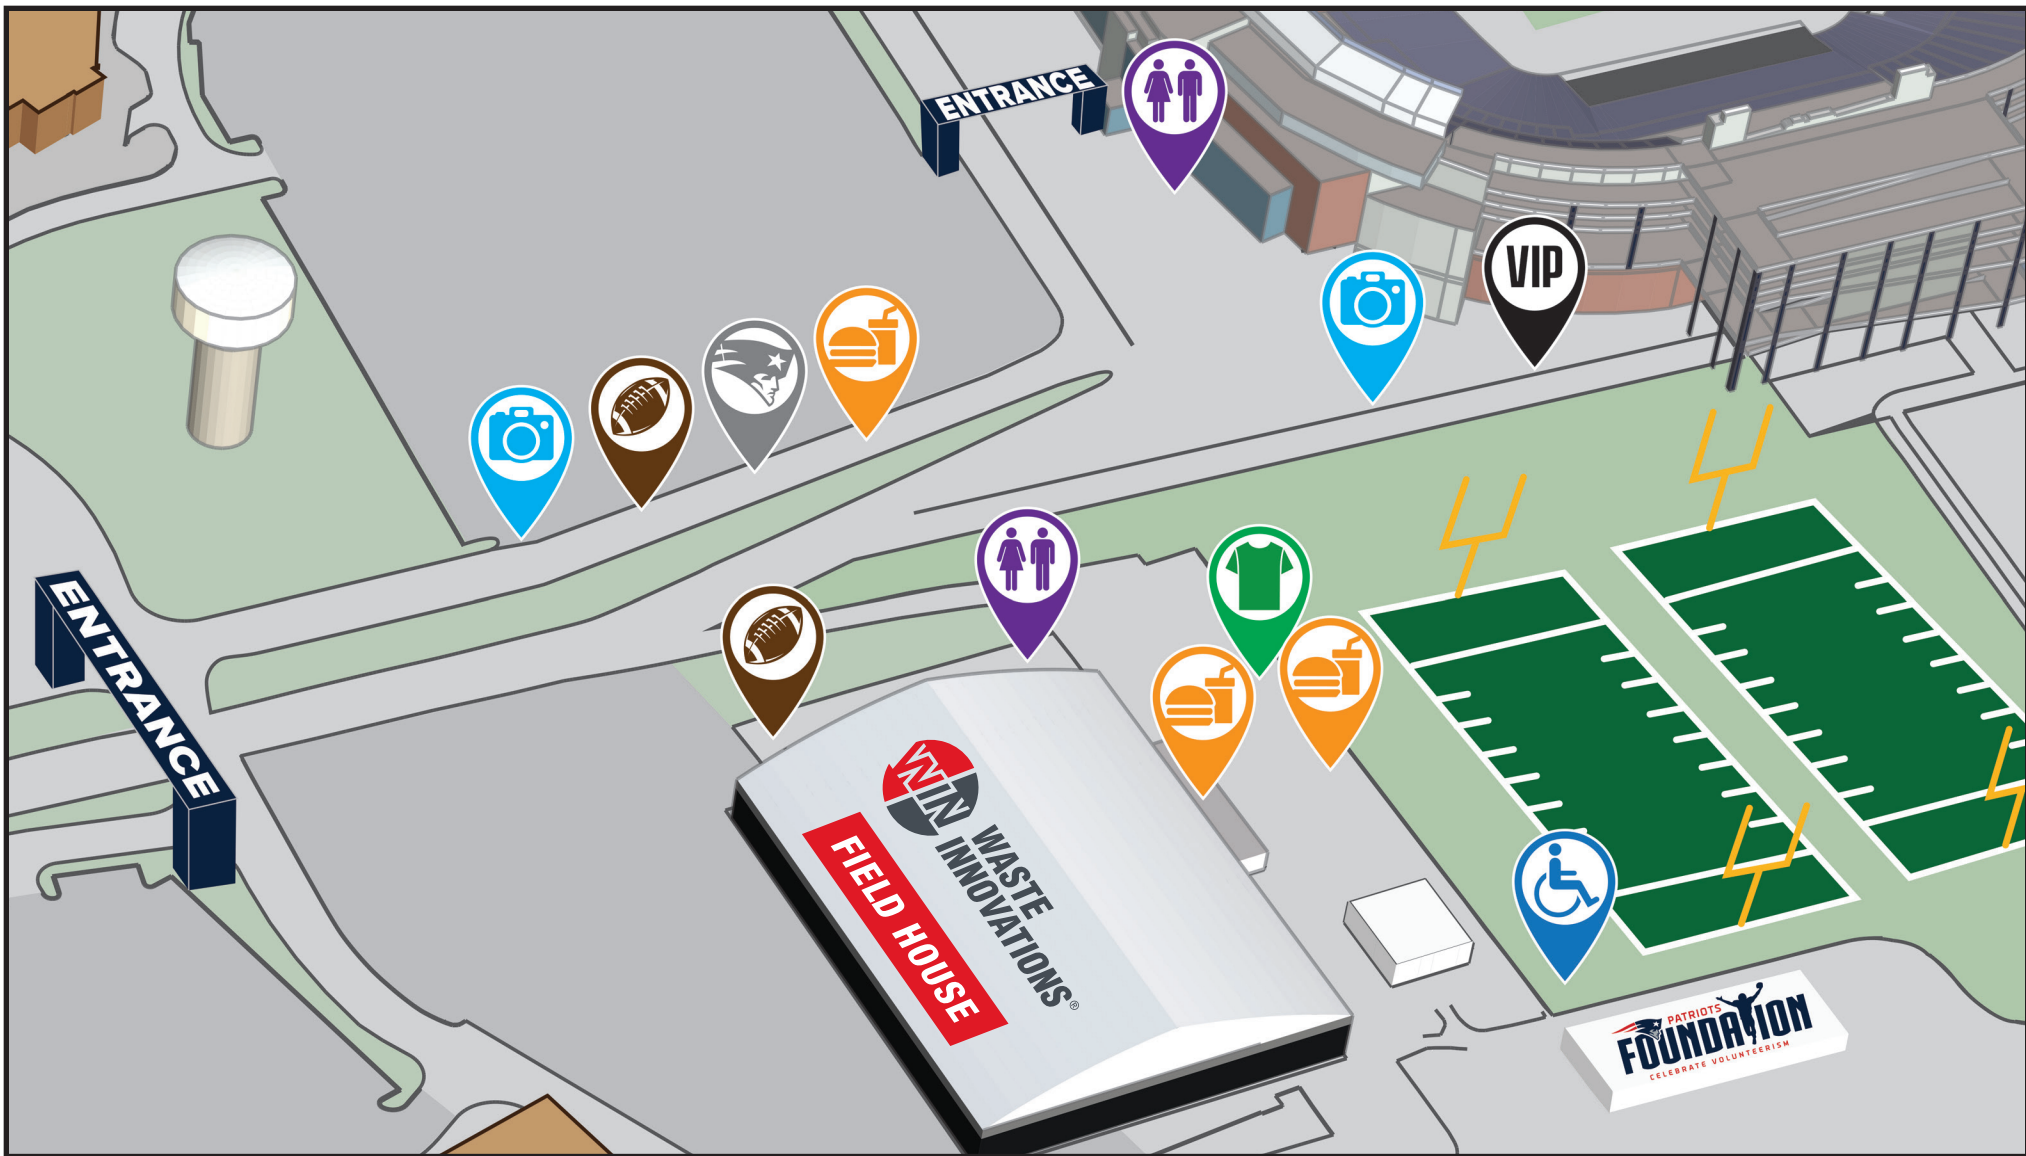 ENTRANCE
VIP
ENTRANCE
WIN
WASTE
INNOVATIONS®
FIELD HOUSE
PATRIOTS
FOUNDATION
CELEBRATE VOLUNTEERISM